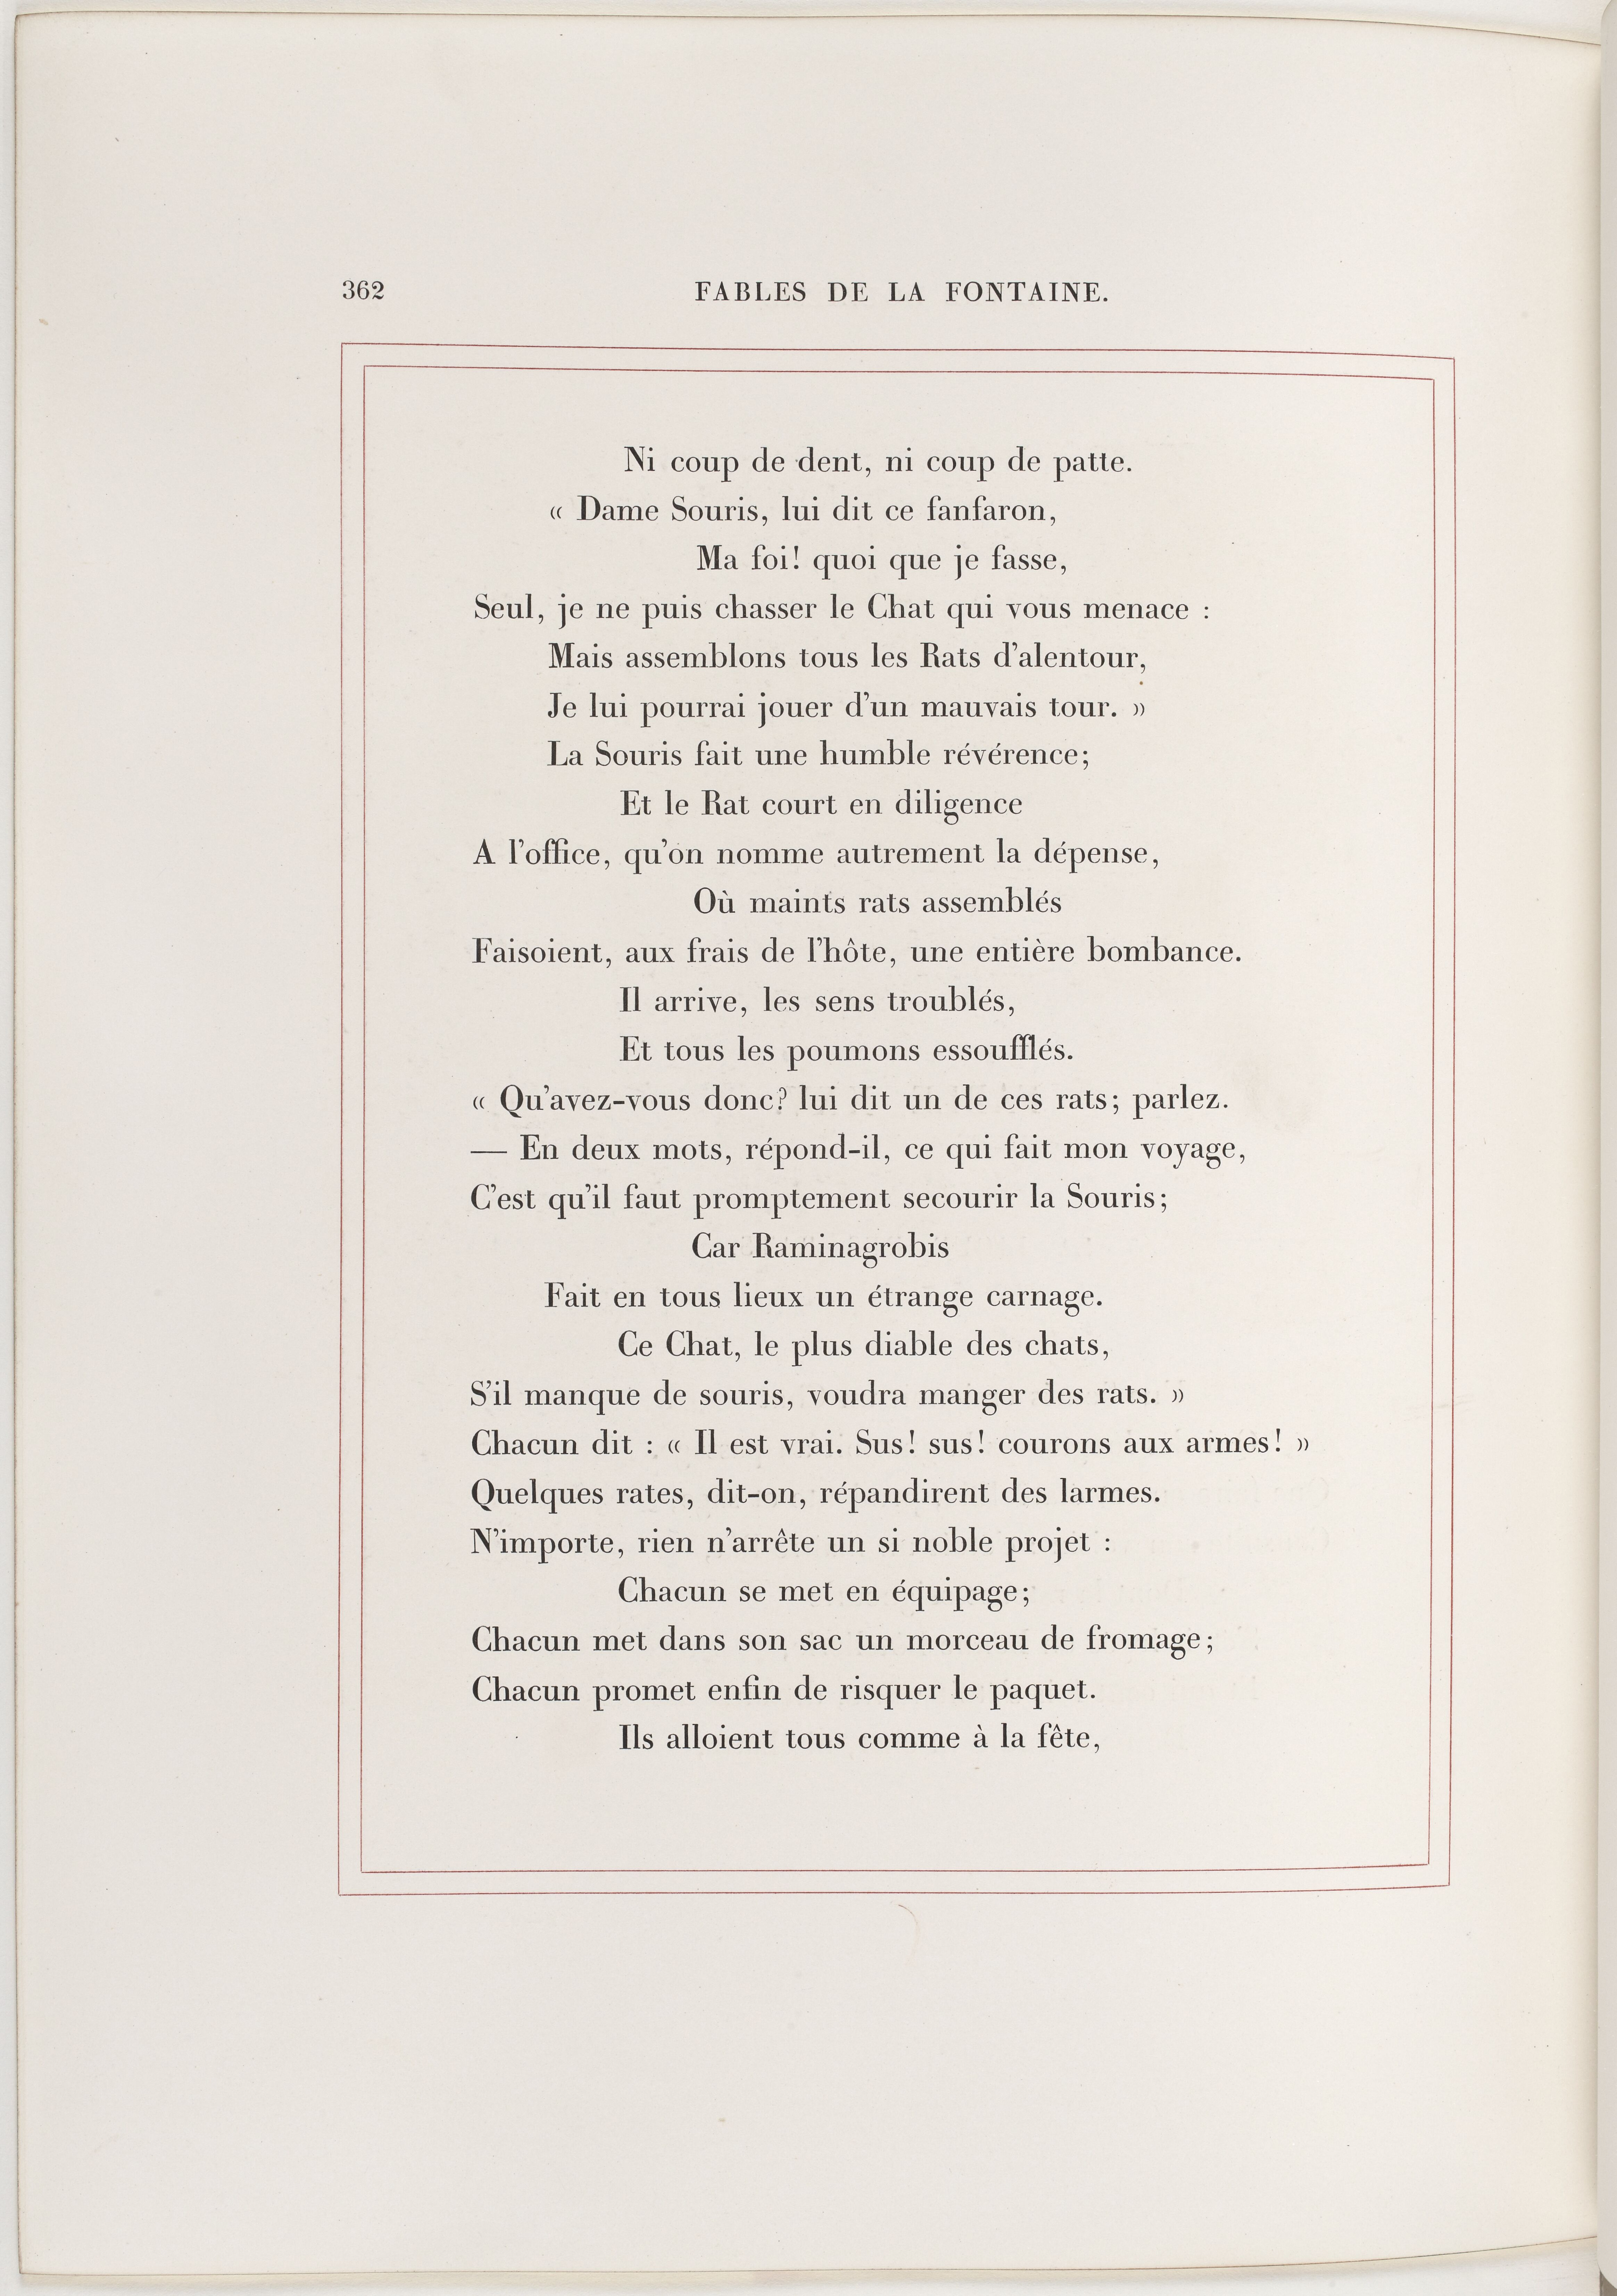 362
FABLES DE LA FONTAINE.
Ni coup de dent, ni coup de patte.
« Dame Souris, lui dit ce fanfaron,
Ma foi! quoi que je fasse,
Seul, je ne puis chasser le Chat qui vous menace :
Mais assemblons tous les Rats d'alentour,
Je lui pourrai jouer d'un mauvais tour. »
La Souris fait une humble révérence;
Et le Rat court en diligence
A l'office, qu'on nomme autrement la dépense,
Où maints rats assemblés
Faisoient, aux frais de l'hôte, une entière bombance.
Il arrive, les sens troublés,
Et tous les poumons essoufflés.
« Qu'avez-vous donc? lui dit un de ces rats; parlez.
— En deux mots, répond-il, ce qui fait mon voyage,
C'est qu'il faut promptement secourir la Souris;
Car Raminagrobis
Fait en tous lieux un étrange carnage.
Ce Chat, le plus diable des chats,
S'il manque de souris, voudra manger des rats. »
Chacun dit : « Il est vrai. Sus! sus! courons aux armes! »
Quelques rates, dit-on, répandirent des larmes.
N'importe, rien n'arrête un si noble projet :
Chacun se met en équipage;
Chacun met dans son sac un morceau de fromage;
Chacun promet enfin de risquer le paquet.
Ils alloient tous comme à la fête,